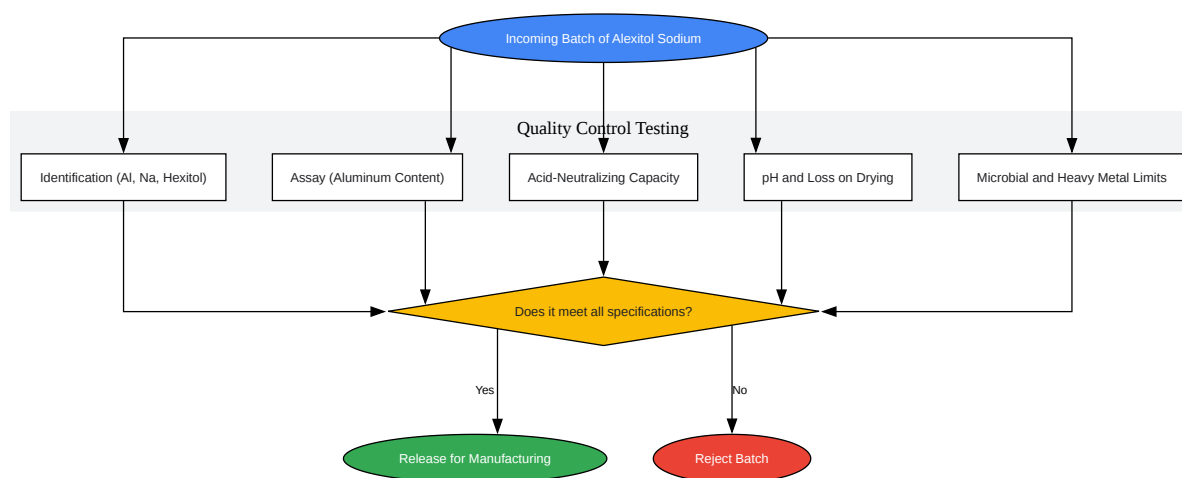 Incoming Batch of Alexitol Sodium
Quality Control Testing
Identification (Al, Na, Hexitol)
Assay (Aluminum Content)
Acid-Neutralizing Capacity
pH and Loss on Drying
Microbial and Heavy Metal Limits
Does it meet all specifications?
Yes
No
Release for Manufacturing
Reject Batch